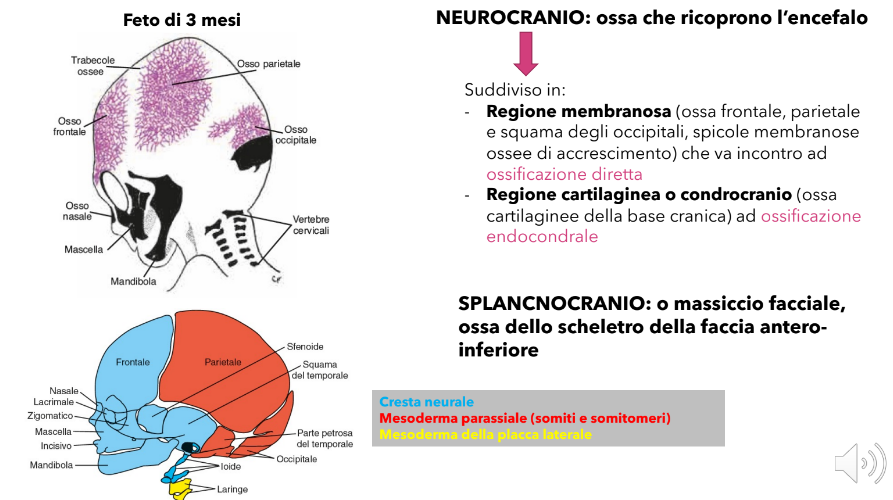 Feto di 3 mesi
Trabecole
ossee
Osso parietale
Osso
frontale
Osso
occipitale
Osso
nasale
Vertebre
cervicali
Mascella
Mandibola
NEUROCRANIO: ossa che ricoprono l'encefalo
Suddiviso in:
- Regione membranosa (ossa frontale, parietale
e squama degli occipitali, spicole membranose
ossee di accrescimento) che va incontro ad
ossificazione diretta
- Regione cartilaginea o condrocranio (ossa
cartilaginee della base cranica) ad ossificazione
endocondrale
SPLANCNOCRANIO: o massiccio facciale,
ossa dello scheletro della faccia antero-
inferiore
Frontale
Parietale
Sfenoide
Squama
del temporale
Nasale
Lacrimale
Zigomatico
Mascella
Incisivo
Mandibola
Parte petrosa
del temporale
Occipitale
Ioide
Laringe
Cresta neurale
Mesoderma parassiale (somiti e somitomeri)
Mesoderma della placca laterale